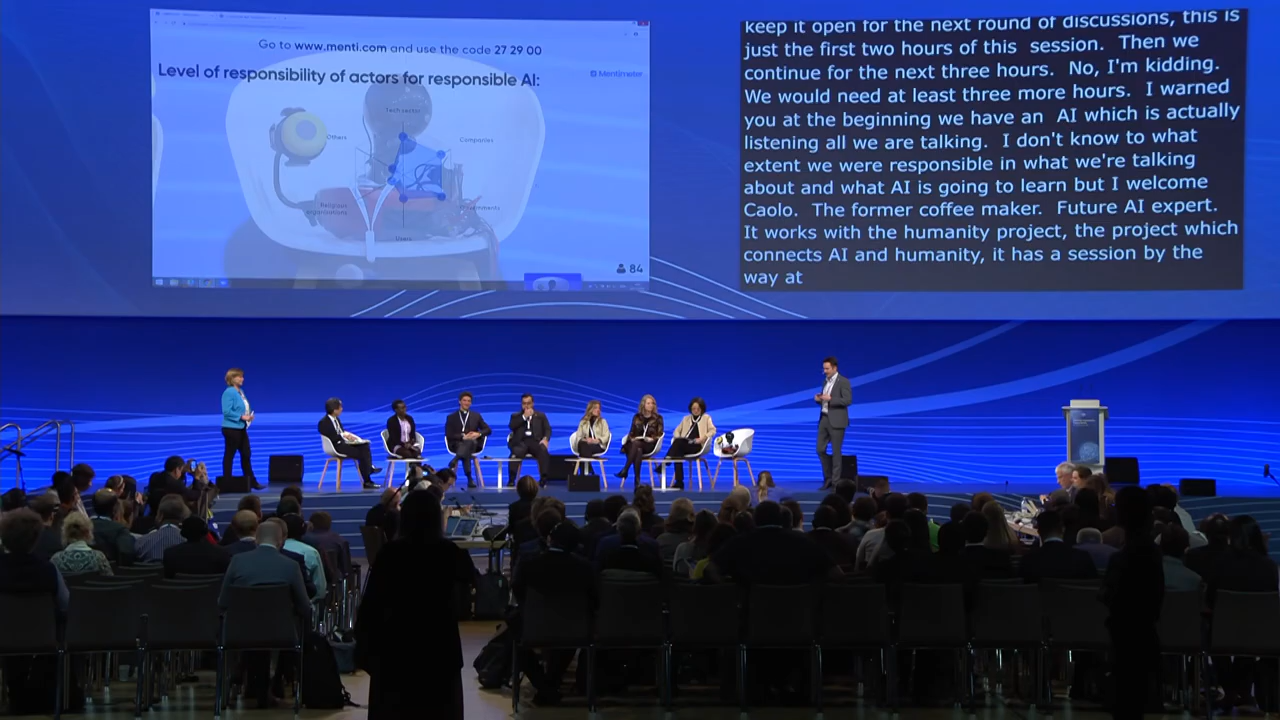 Go to www.menti.com and use the code 27 29 00
Level of responsibility of actors for responsible AI:
Mentimeter
Tech sector
Others
Companies
Religious
organisations
Users
84
keep it open for the next round of discussions, this is
just the first two hours of this session. Then we
continue for the next three hours. No, I'm kidding.
We would need at least three more hours. I warned
you at the beginning we have an AI which is actually
listening all we are talking. I don't know to what
extent we were responsible in what we're talking
about and what AI is going to learn but I welcome
Caolo. The former coffee maker. Future AI expert.
It works with the humanity project, the project which
connects AI and humanity, it has a session by the
way at